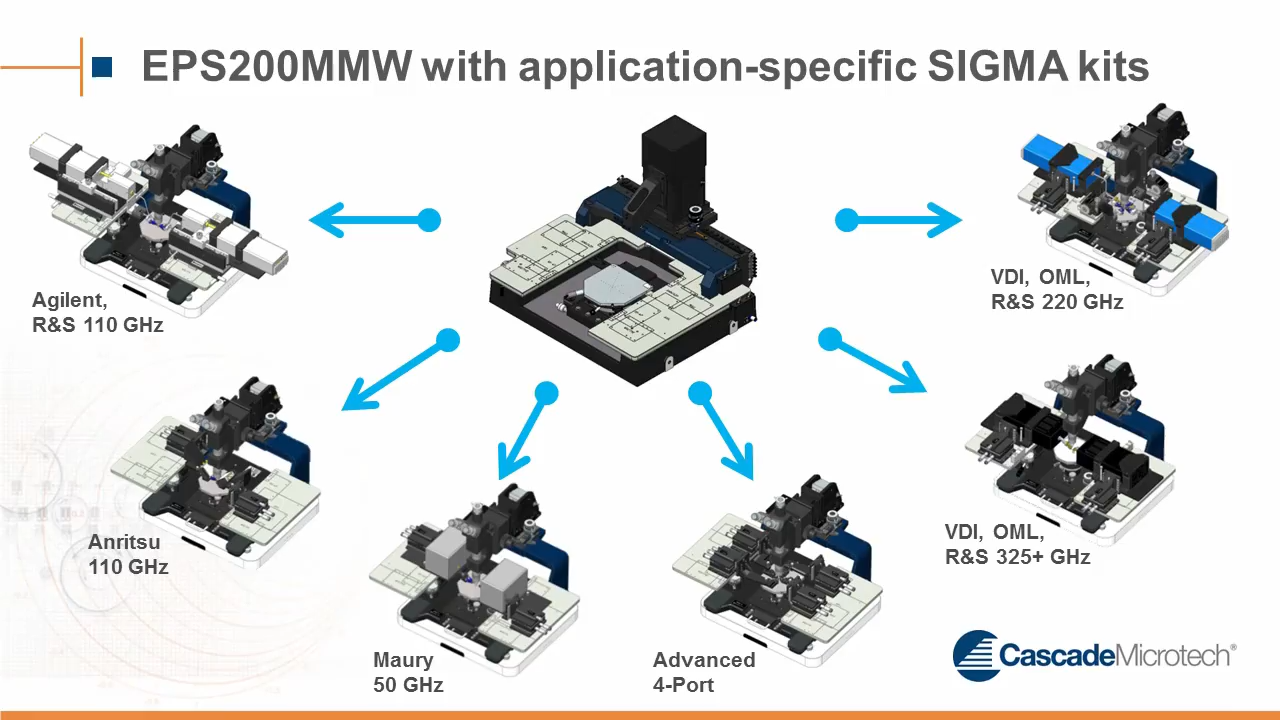 EPS200MMW with application-specific SIGMA kits
Agilent,
R&S 110 GHz
VDI, OML,
R&S 220 GHz
Anritsu
110 GHz
VDI, OML,
R&S 325+ GHz
Maury
50 GHz
Advanced
4-Port
CascadeMicrotech®